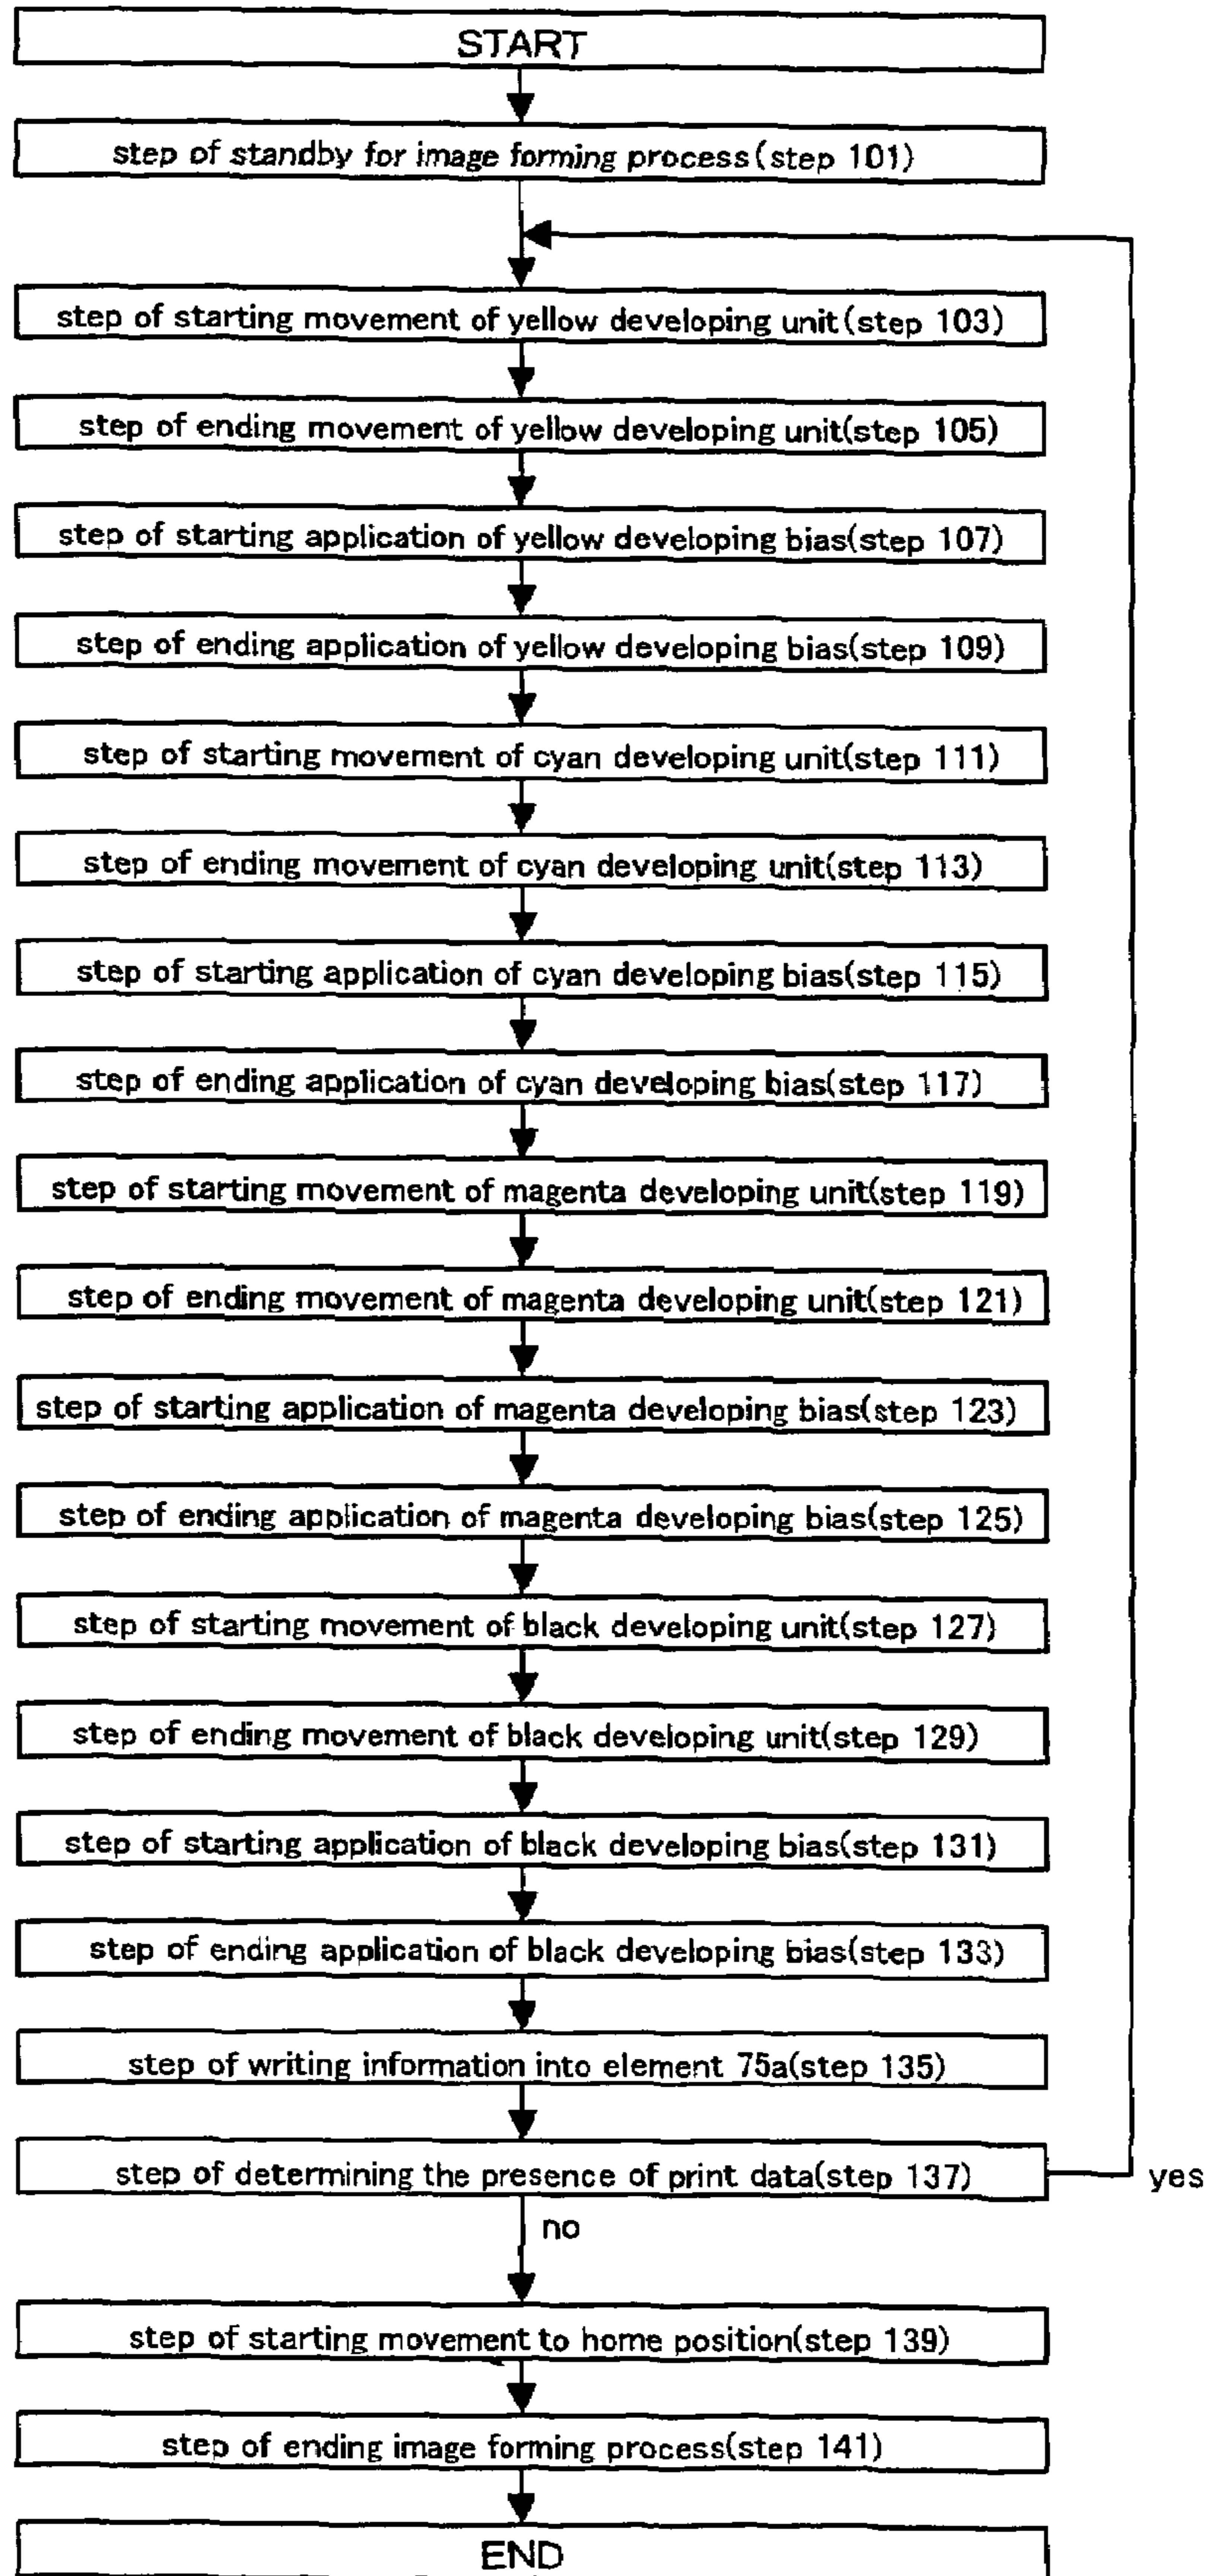 START
step of standby for image forming process(step 101)
step of starting movement of yellow developing unit(step 103)
step of ending movement of yellow developing unit(step 105)
step of starting application of yellow developing bias(step 107)
step of ending application of yellow developing bias(step 109)
step of starting movement of cyan developing unit(step 111)
step of ending movement of cyan developing unit(step 113)
step of starting application of cyan developing bias(step 115)
step of ending application of cyan developing bias(step 117)
step of starting movement of magenta developing unit(step 119)
step of ending movement of magenta developing unit(step 121)
step of starting application of magenta developing bias(step 123)
step of ending application of magenta developing bias(step 125)
step of starting movement of black developing unit(step 127)
step of ending movement of black developing unit(step 129)
step of starting application of black developing bias(step 131)
step of ending application of black developing bias(step 133)
step of writing information into element 75a(step 135)
step of determining the presence of print data(step 137)
yes
no
step of starting movement to home position(step 139)
step of ending image forming process(step 141)
END